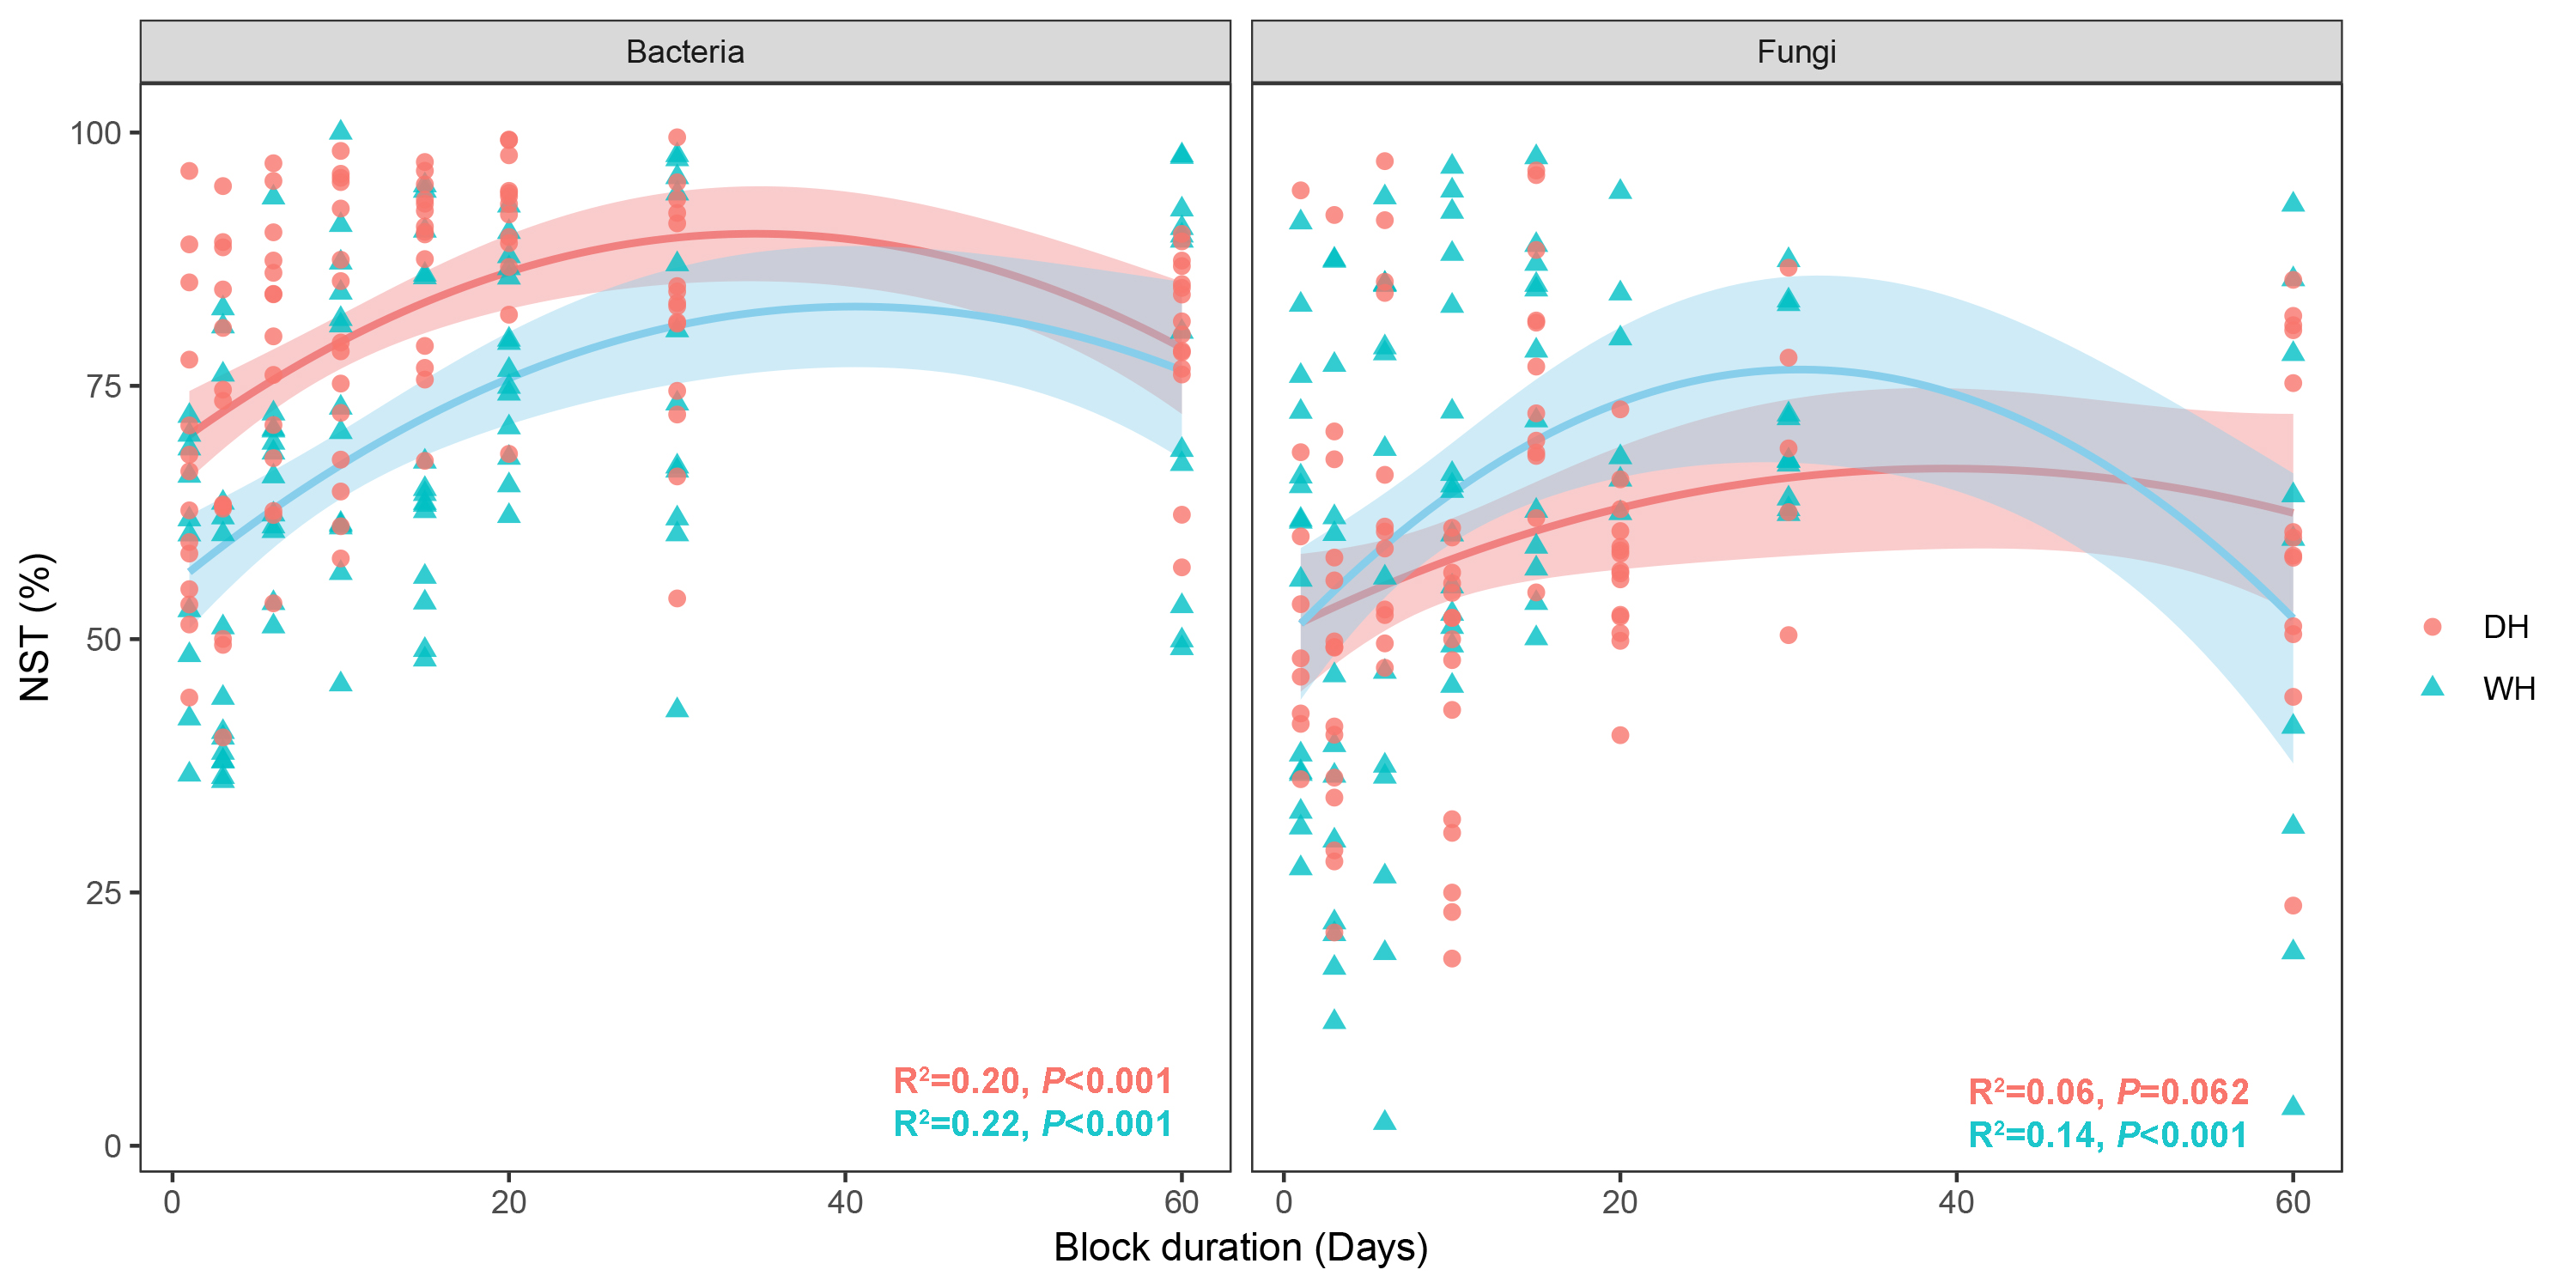 Bacteria
Fungi
NST (%)
100
75
50
25
0
R²=0.20, P<0.001
R²=0.22, P<0.001
R²=0.06, P=0.062
R²=0.14, P<0.001
0 20 40 60
0 20 40 60
Block duration (Days)
DH
WH